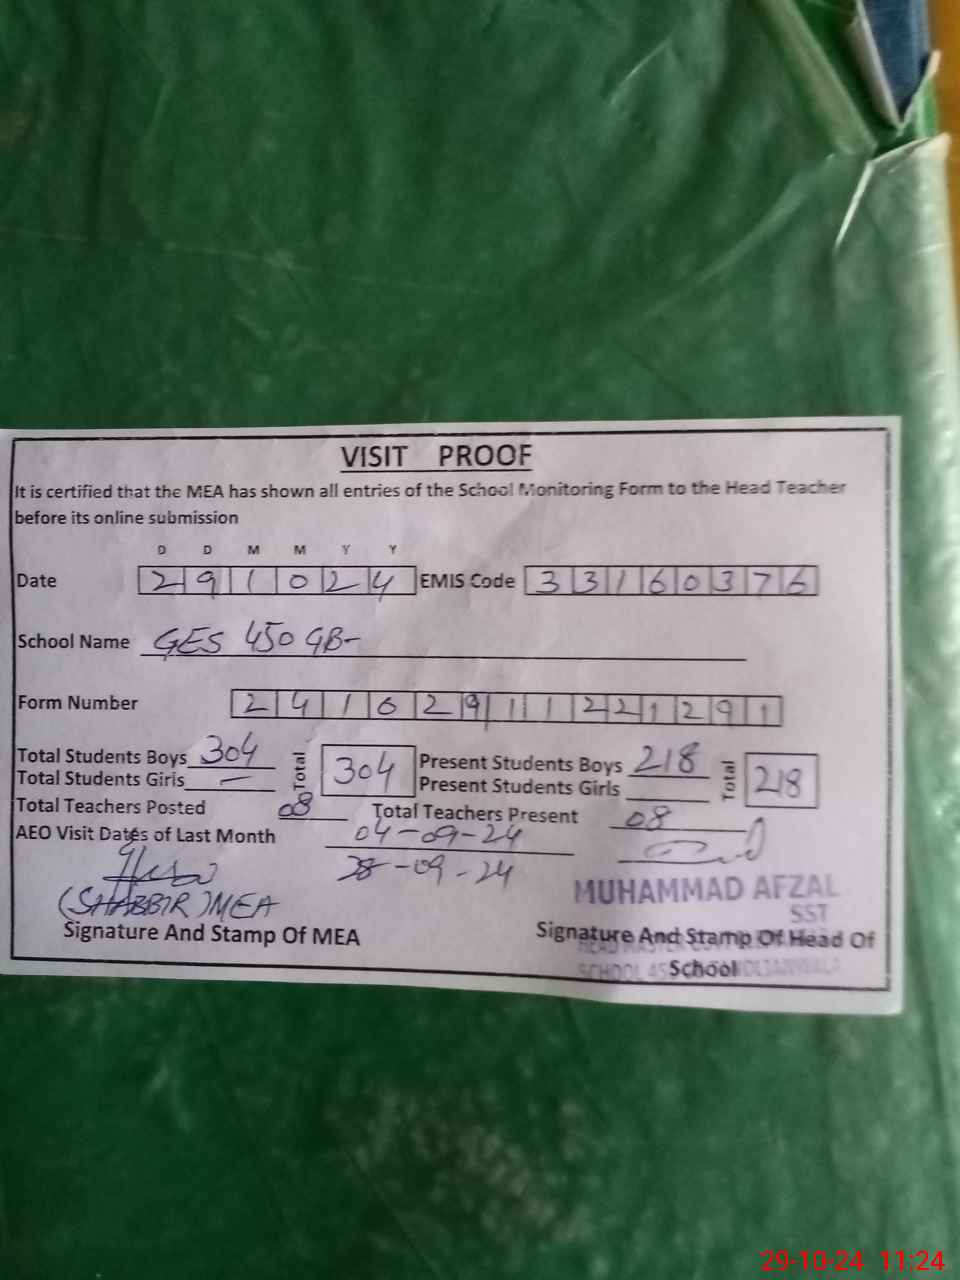 VISIT PROOF
It is certified that the MEA has shown all entries of the School Monitoring Form to the Head Teacher
before its online submission
D D M M Y Y
Date 2 9 1 0 2 4 EMIS Code 3 3 1 6 0 3 7 6
School Name GES 450 GB-
Form Number 2 4 1 0 2 9 1 1 2 2 1 2 9 1
Total Students Boys 304 Total 304 Present Students Boys 218 Total 218
Total Students Girls — Present Students Girls
Total Teachers Posted 08 Total Teachers Present 08
AEO Visit Dates of Last Month 04-09-24
28-09-24
(SHABBIR) MEA
MUHAMMAD AFZAL
SST
Signature And Stamp Of MEA Signature And Stamp Of Head Of
School
SCHOOL 45
29-10-24 11:24